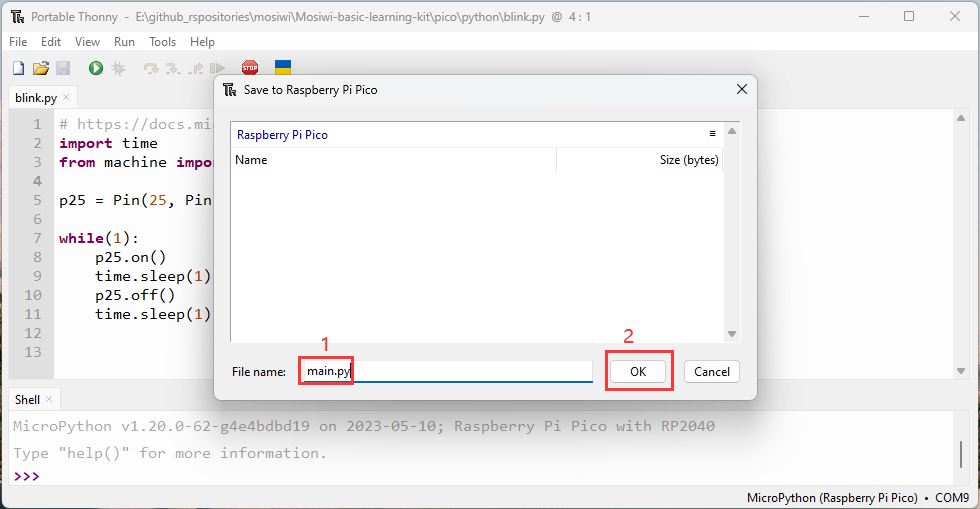 Portable Thonny - E:\github_rspositories\mosiwi\Mosiwi-basic-learning-kit\pico\python\blink.py @ 4 : 1
File Edit View Run Tools Help
STOP
Save to Raspberry Pi Pico
blink.py
Raspberry Pi Pico
Name Size (bytes)
1 # https://docs.mi
2 import time
3 from machine impor
4
5 p25 = Pin(25, Pin
6
7 while(1):
8 p25.on()
9 time.sleep(1)
10 p25.off()
11 time.sleep(1)
12
13
1 2
File name: main.py OK Cancel
Shell
MicroPython v1.20.0-62-g4e4bdbd19 on 2023-05-10; Raspberry Pi Pico with RP2040
Type "help()" for more information.
>>>
MicroPython (Raspberry Pi Pico) • COM9